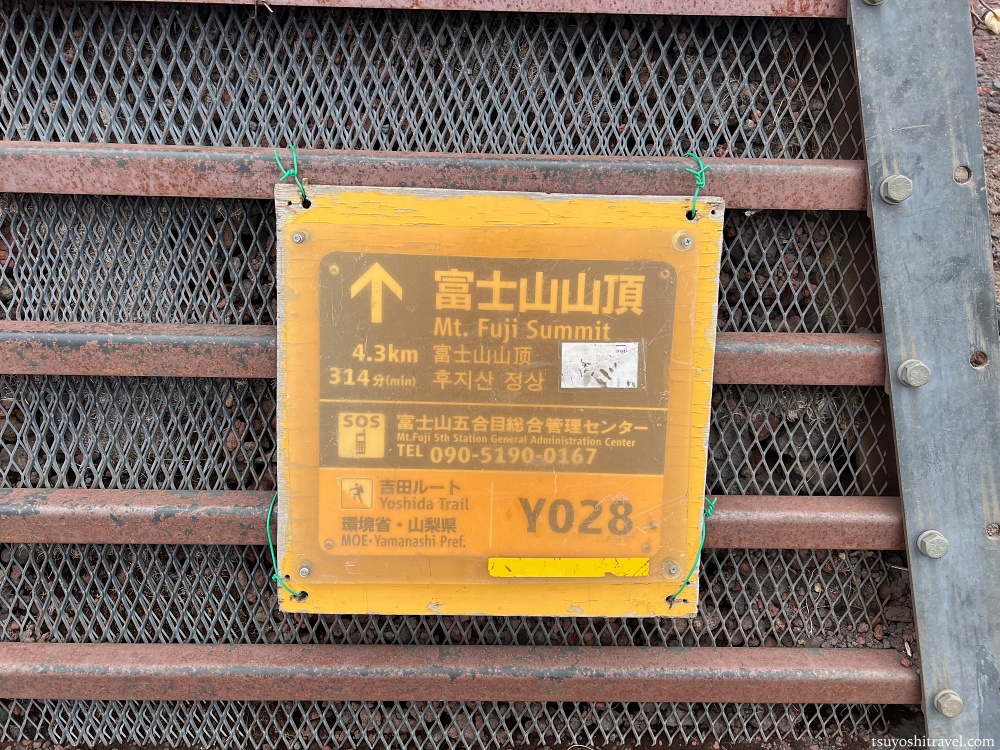 富士山山頂
Mt. Fuji Summit
4.3km 富士山山顶
314分(min) 후지산 정상
SOS
富士山五合目総合管理センター
Mt.Fuji 5th Station General Administration Center
TEL 090-5190-0167
吉田ルート
Yoshida Trail
環境省・山梨県
MOE・Yamanashi Pref.
Y028
tsuyoshitravel.com